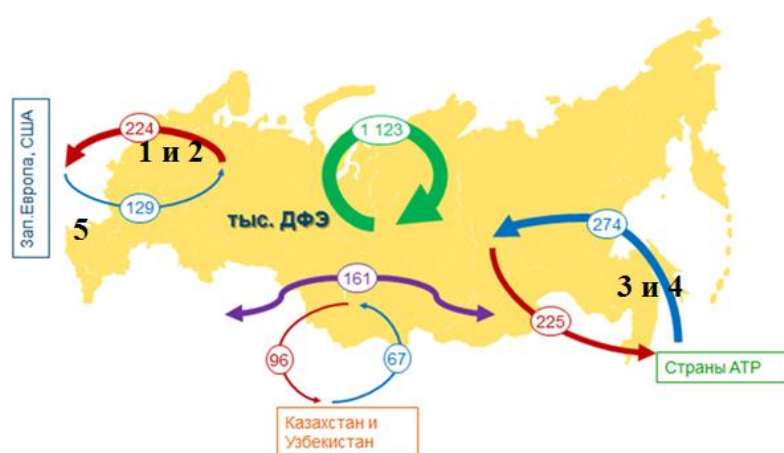 Зап.Европа, США
224
1 и 2
129
5
1 123
тыс. ДФЭ
161
96
67
Казахстан и
Узбекистан
274
3 и 4
225
Страны АТР